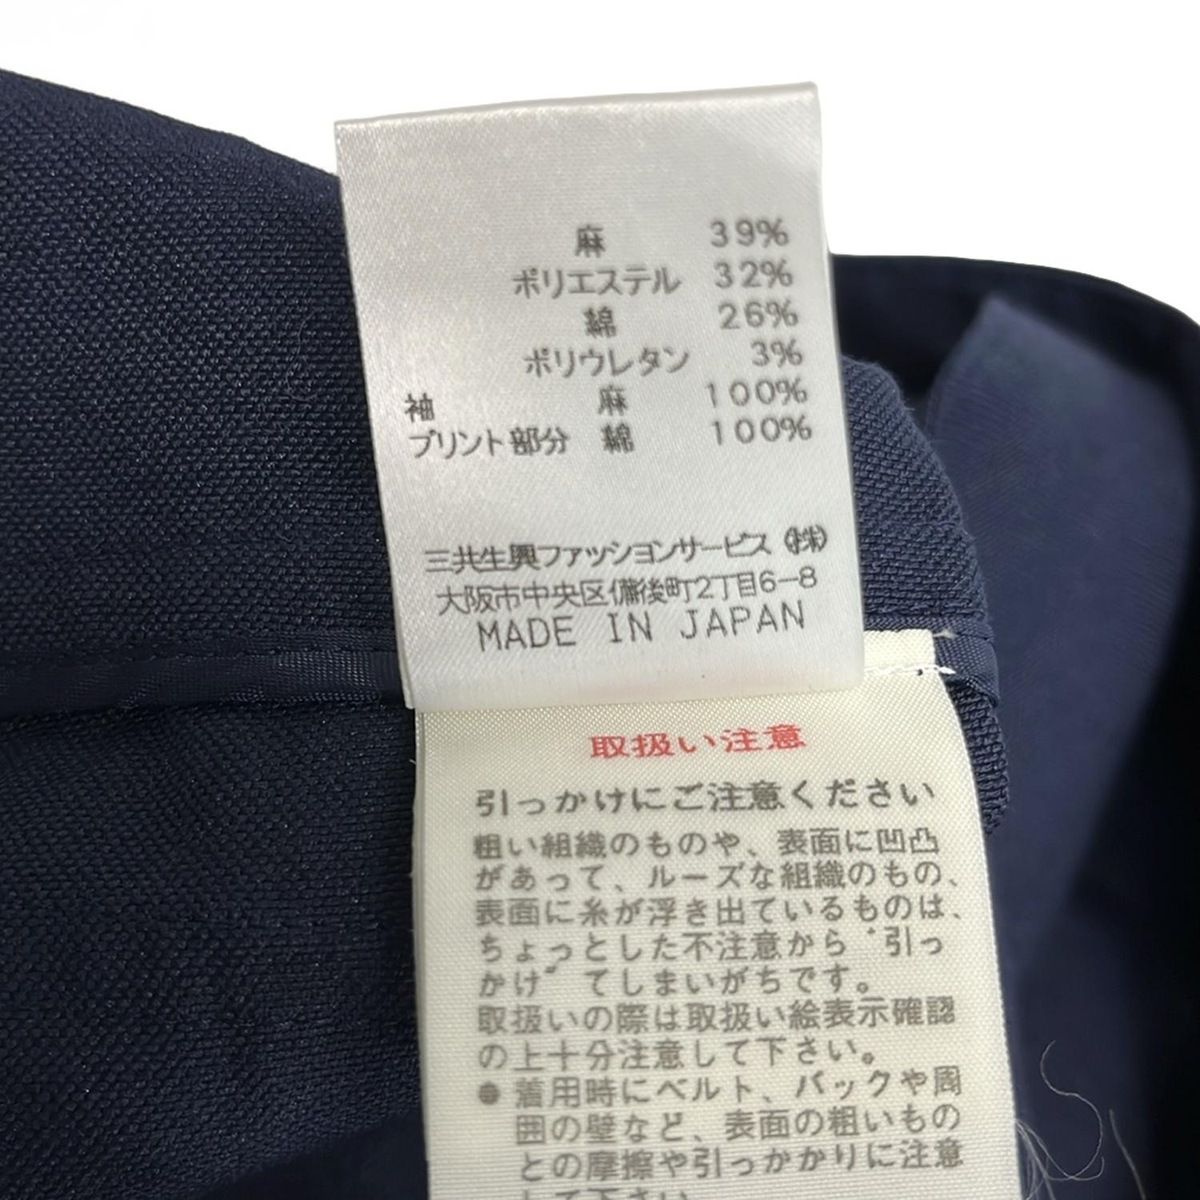 麻 39%
ポリエステル 32%
綿 26%
ポリウレタン 3%
袖 麻 100%
プリント部分 綿 100%
三共生興ファッションサービス(株)
大阪市中央区備後町2丁目6-8
MADE IN JAPAN
取扱い注意
引っかけにご注意ください
粗い組織のものや、表面に凹凸
があって、ルーズな組織のもの、
表面に糸が浮き出ているものは、
ちょっとした不注意から〝引っ
かけ〟てしまいがちです。
取扱いの際は取扱い絵表示確認
の上十分注意して下さい。
● 着用時にベルト、バックや周
囲の壁など、表面の粗いもの
との摩擦や引っかかりに注意
して下さい。